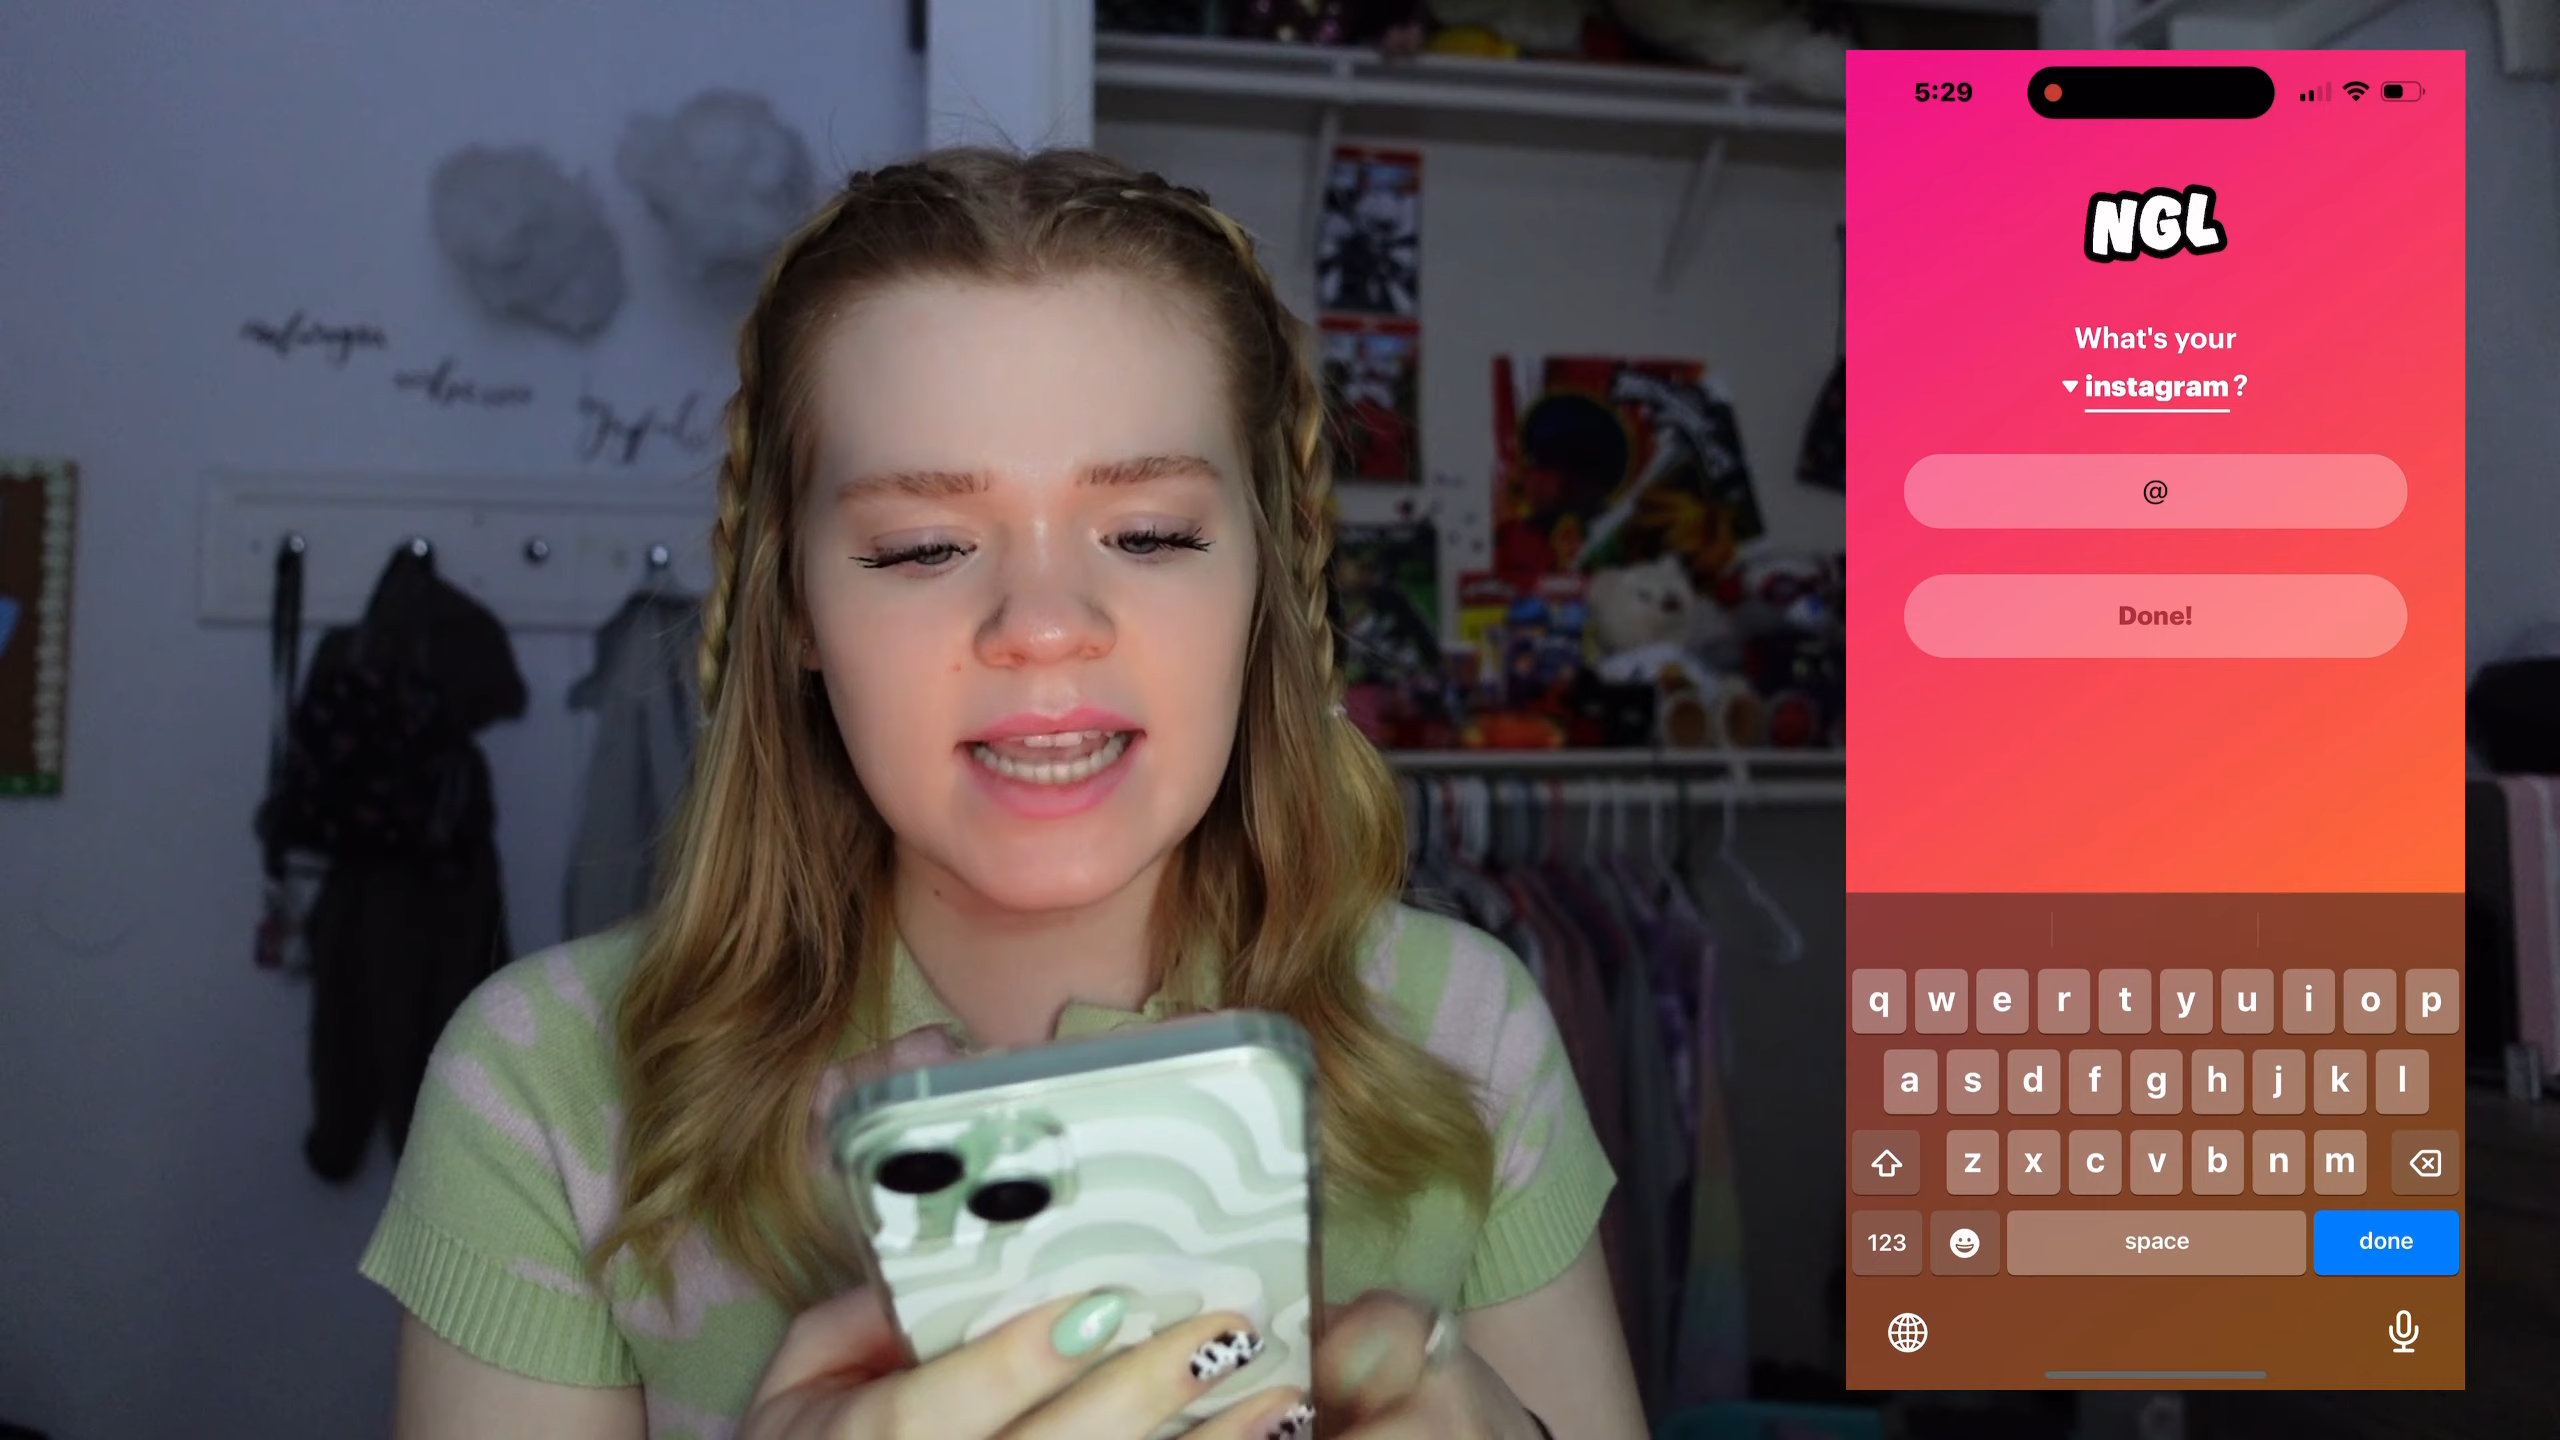 5:29
NGL
What's your
instagram?
@
Done!
q w e r t y u i o p
a s d f g h j k l
z x c v b n m
123 space done